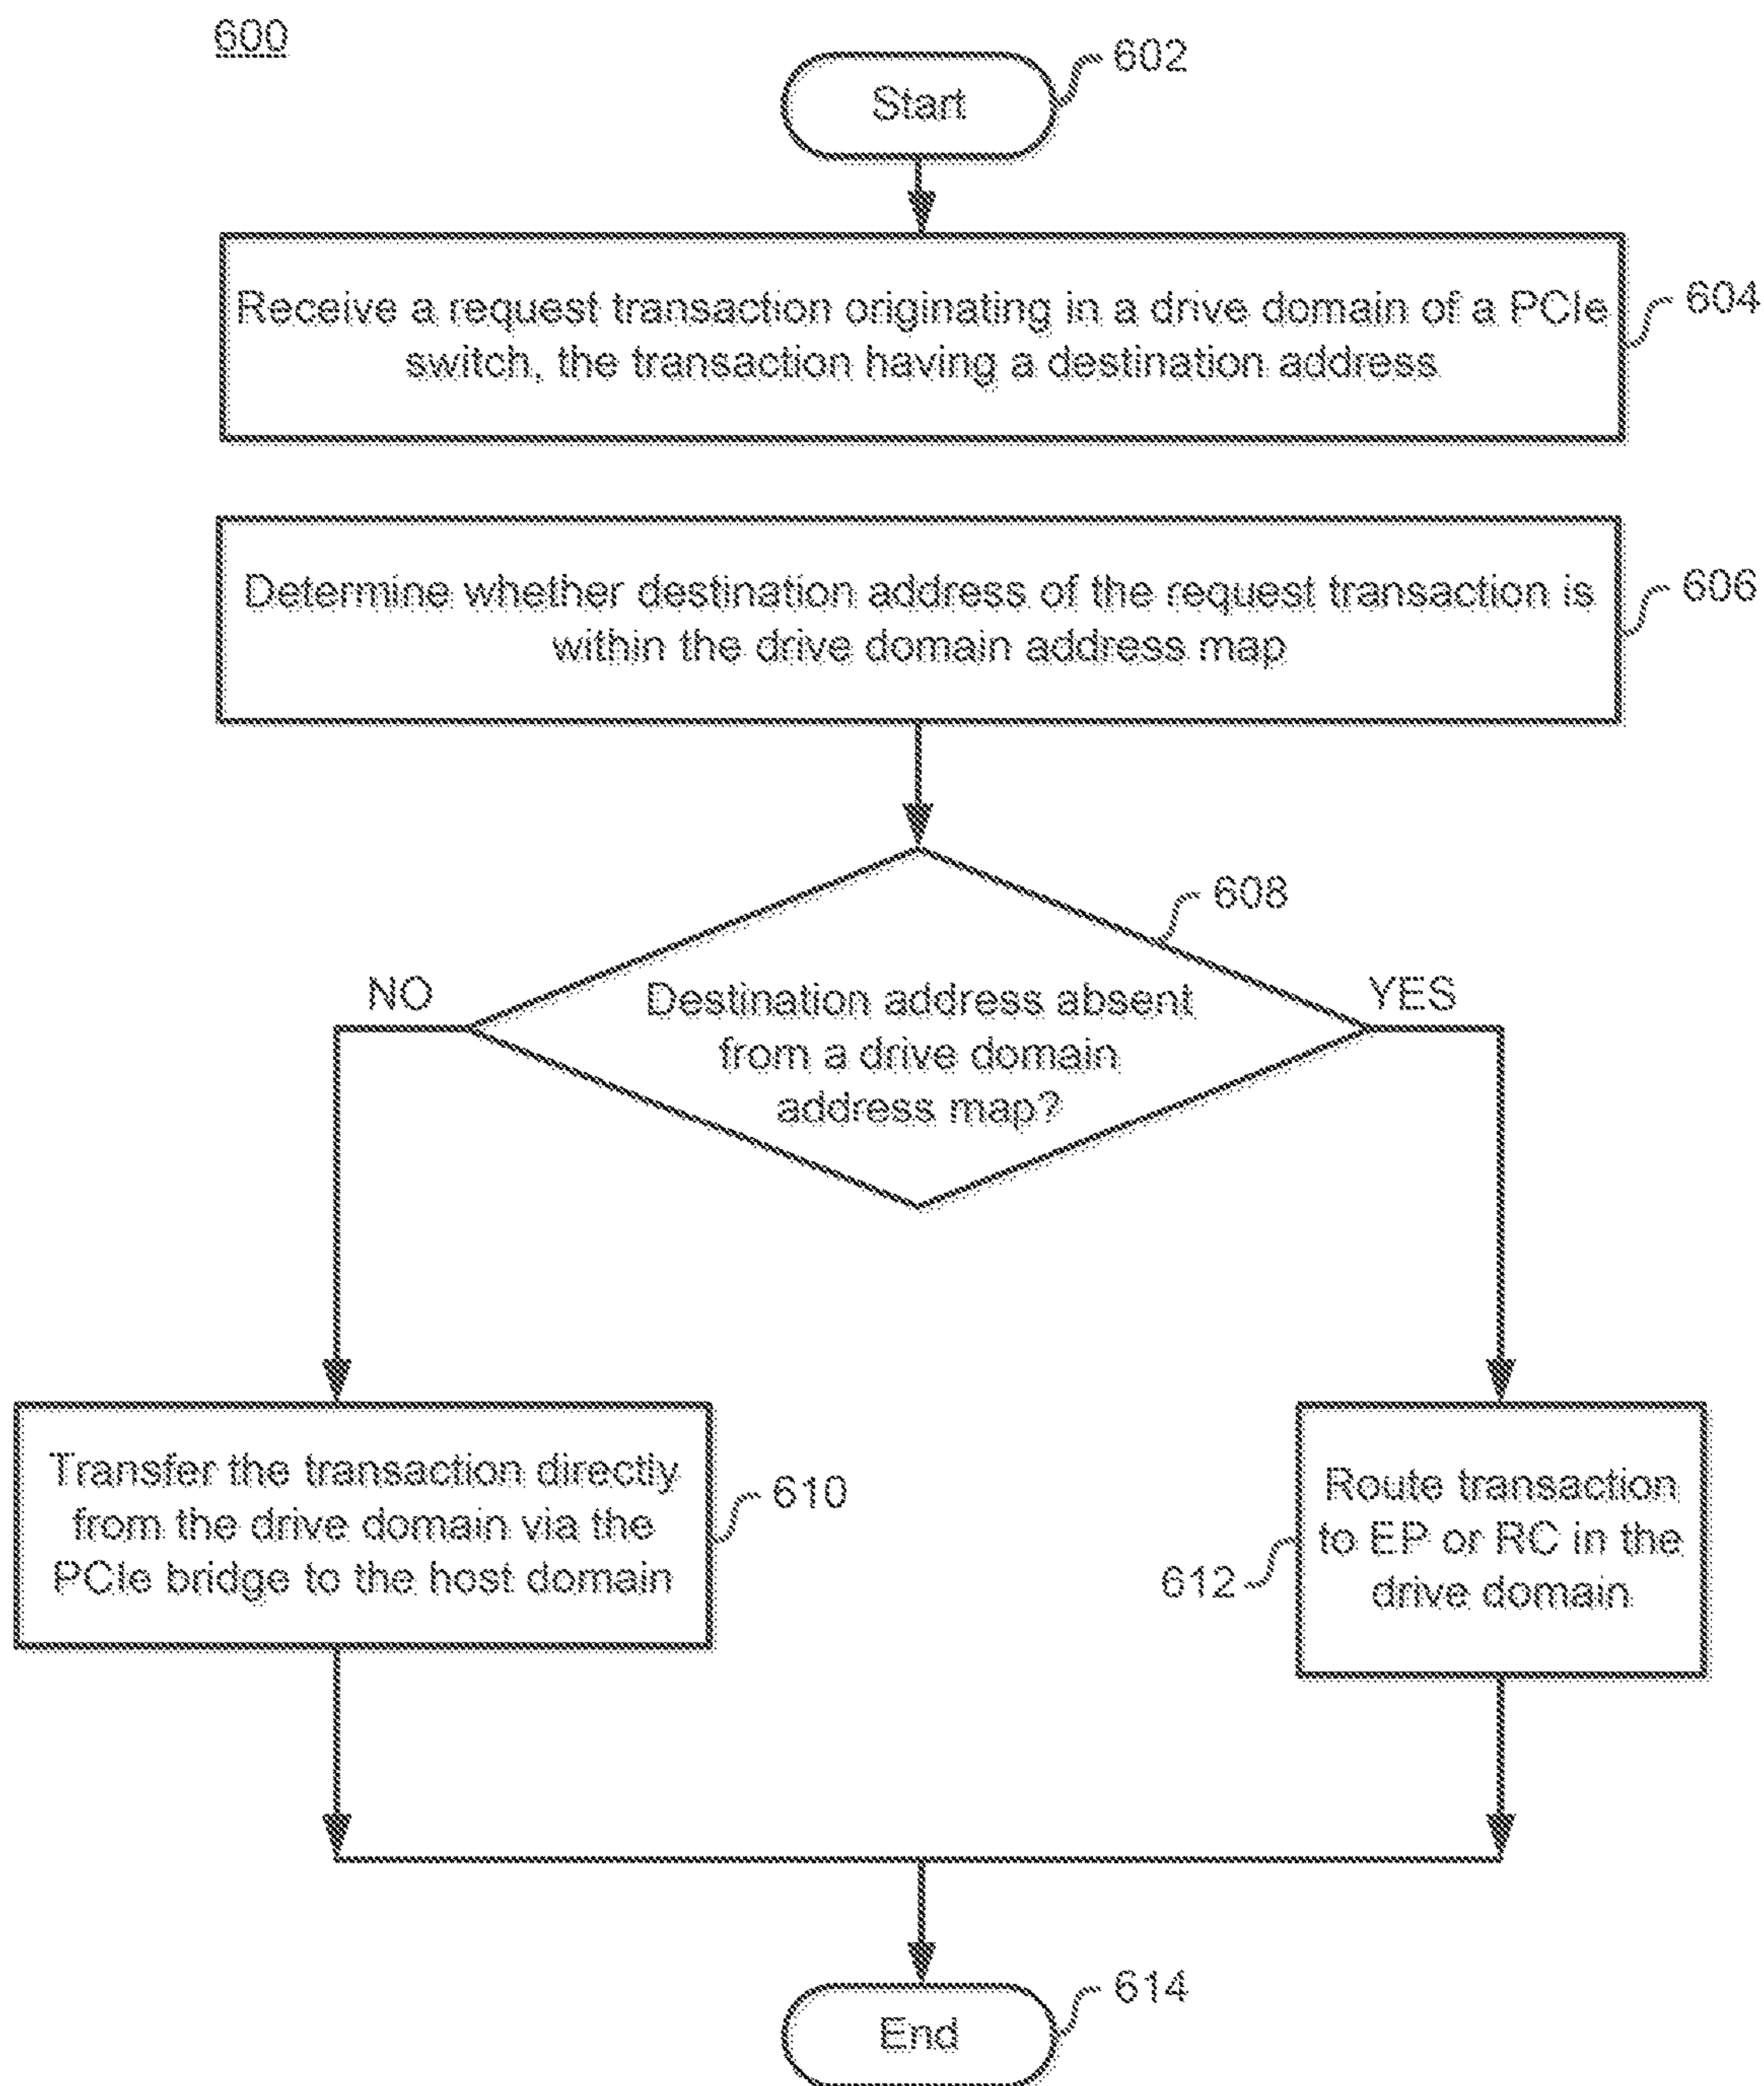 600
Start
602
Receive a request transaction originating in a drive domain of a PCIe
switch, the transaction having a destination address
604
Determine whether destination address of the request transaction is
within the drive domain address map
606
608
NO
Destination address absent
from a drive domain
address map?
YES
Transfer the transaction directly
from the drive domain via the
PCIe bridge to the host domain
610
Route transaction
to EP or RC in the
drive domain
612
End
614